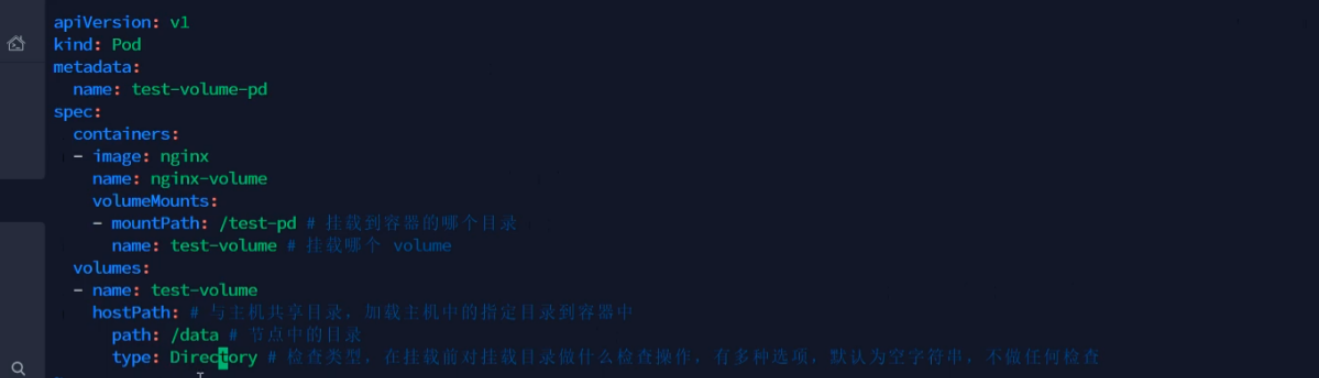 apiVersion: v1
kind: Pod
metadata:
  name: test-volume-pd
spec:
  containers:
  - image: nginx
    name: nginx-volume
    volumeMounts:
    - mountPath: /test-pd # 挂载到容器的哪个目录
      name: test-volume # 挂载哪个 volume
  volumes:
  - name: test-volume
    hostPath: # 与主机共享目录，加载主机中的指定目录到容器中
      path: /data # 节点中的目录
      type: Directory # 检查类型，在挂载前对挂载目录做什么检查操作，有多种选项，默认为空字符串，不做任何检查